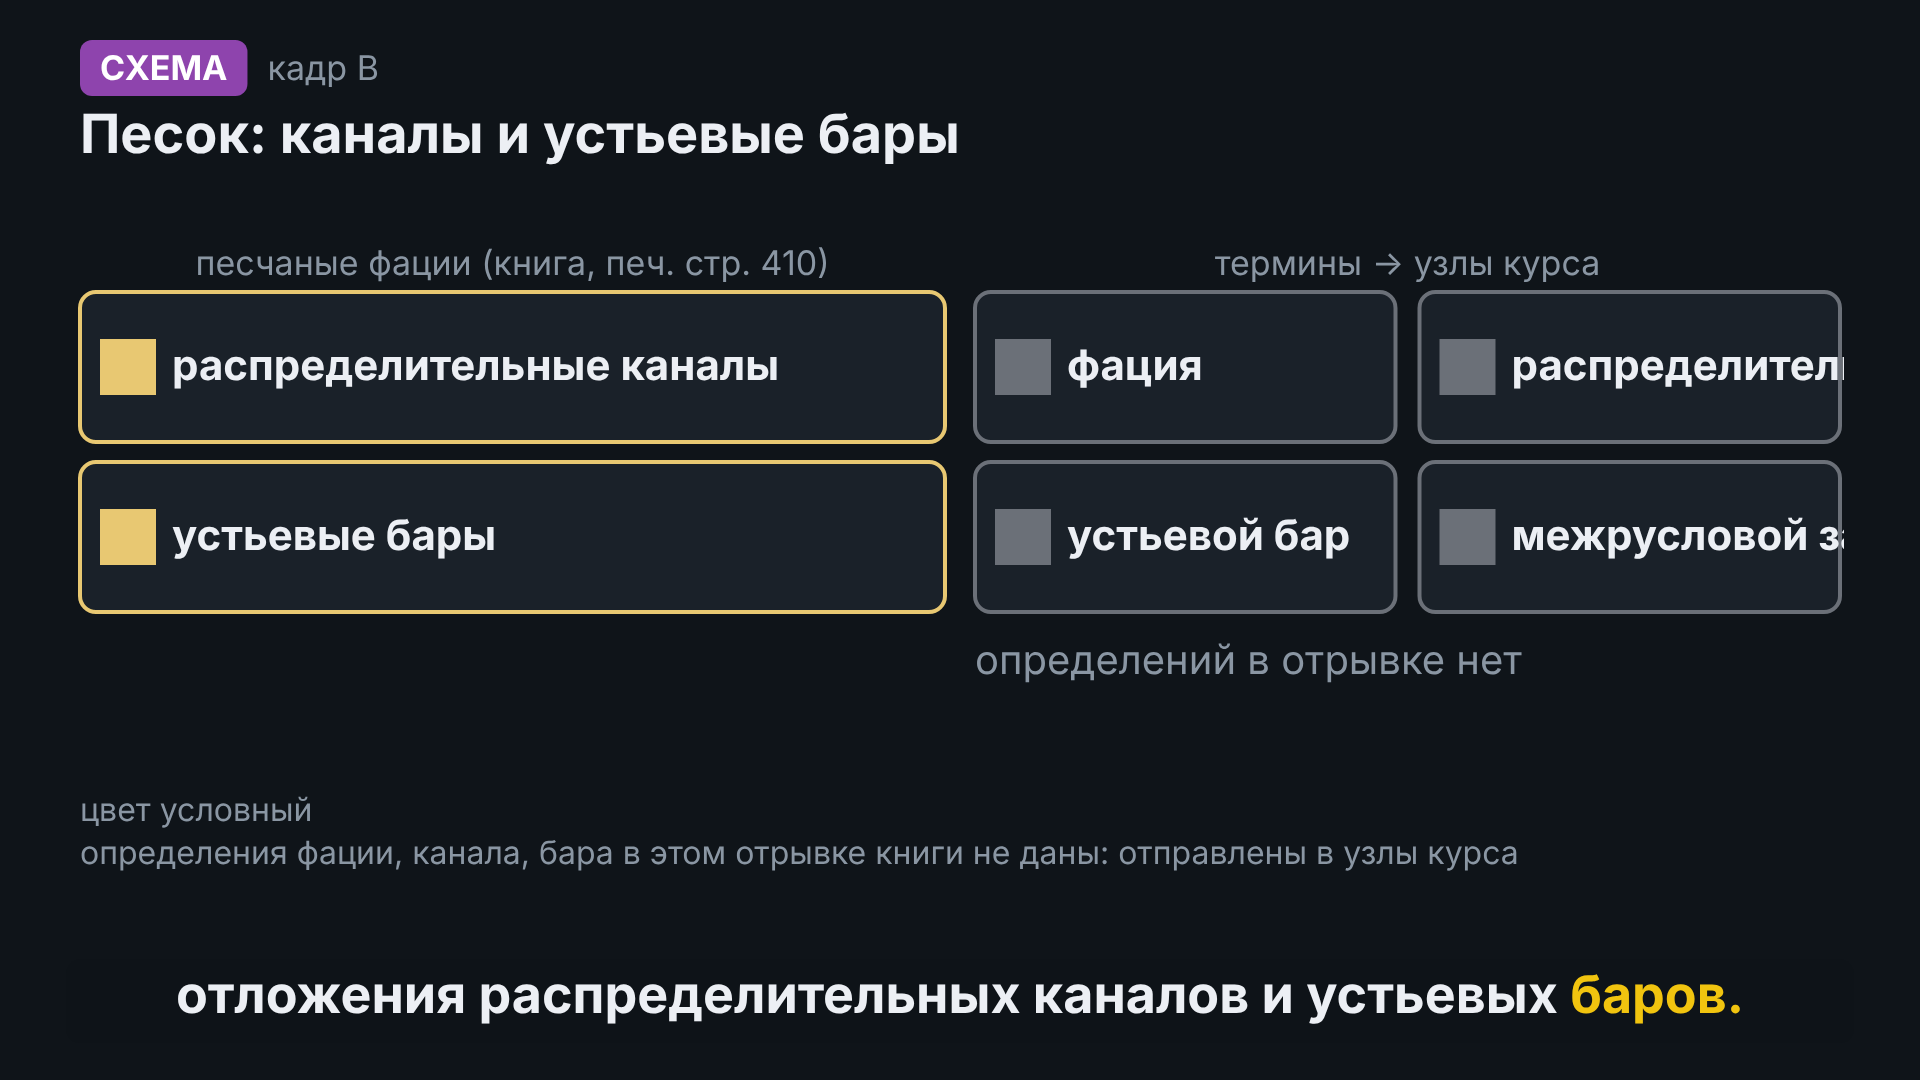 СХЕМА кадр В
Песок: каналы и устьевые бары
песчаные фации (книга, печ. стр. 410)
термины → узлы курса
распределительные каналы
фация
устьевые бары
устьевой бар
межрусловой
определений в отрывке нет
цвет условный
определения фации, канала, бара в этом отрывке книги не даны: отправлены в узлы курса
отложения распределительных каналов и устьевых баров.